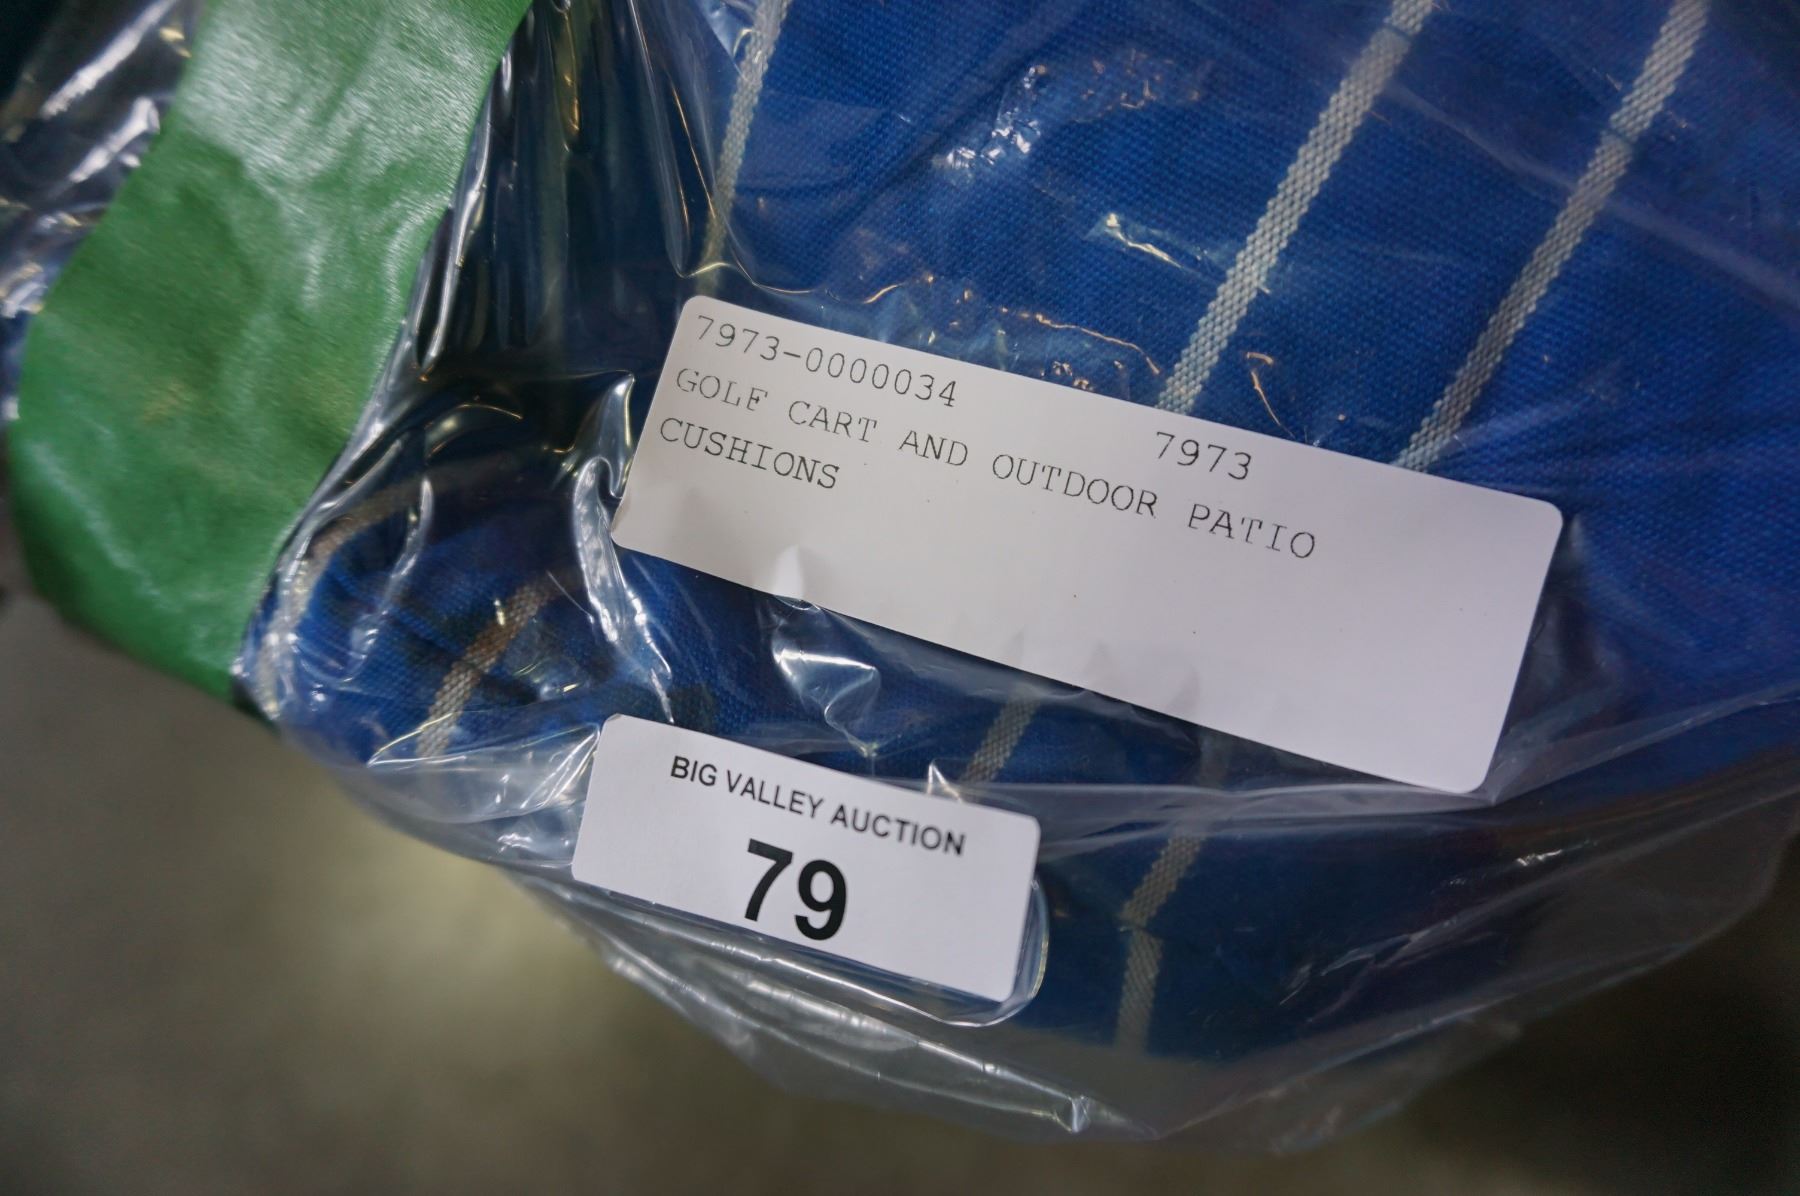 7973-0000034 7973
GOLF CART AND OUTDOOR PATIO
CUSHIONS
BIG VALLEY AUCTION
79